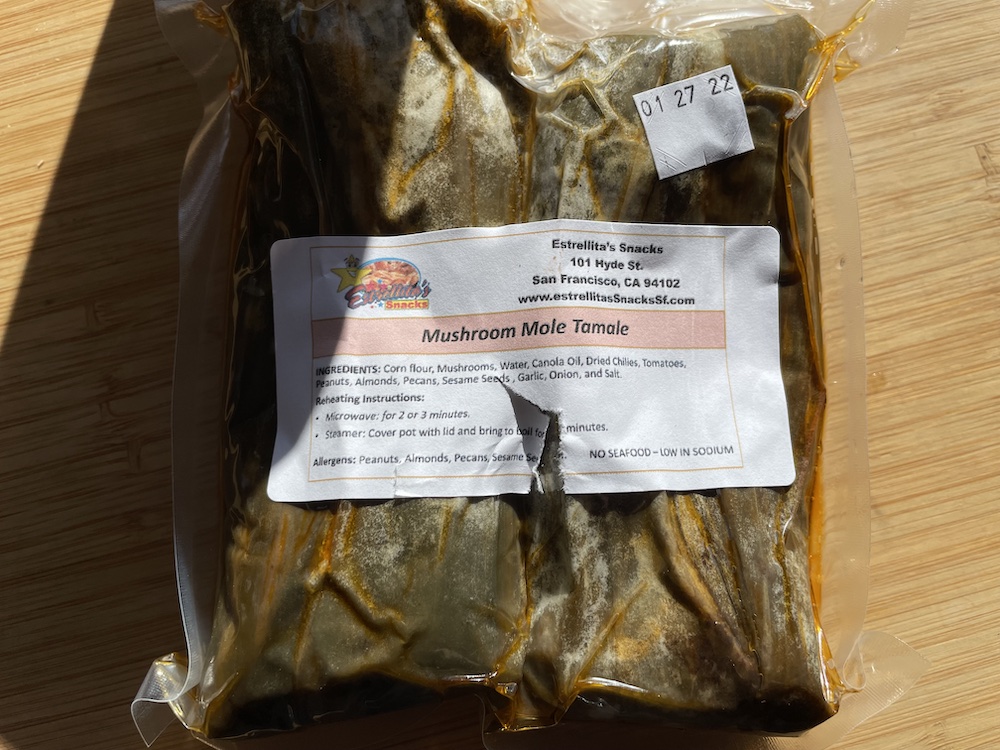 01 27 22
Estrellita's Snacks
101 Hyde St.
San Francisco, CA 94102
www.estrellitasSnacksSf.com
Estrellita's
Snacks
Mushroom Mole Tamale
INGREDIENTS: Corn flour, Mushrooms, Water, Canola Oil, Dried Chilies, Tomatoes,
Peanuts, Almonds, Pecans, Sesame Seeds , Garlic, Onion, and Salt.
Reheating Instructions:
• Microwave: for 2 or 3 minutes.
• Steamer: Cover pot with lid and bring to boil for minutes.
Allergens: Peanuts, Almonds, Pecans, Sesame
NO SEAFOOD – LOW IN SODIUM